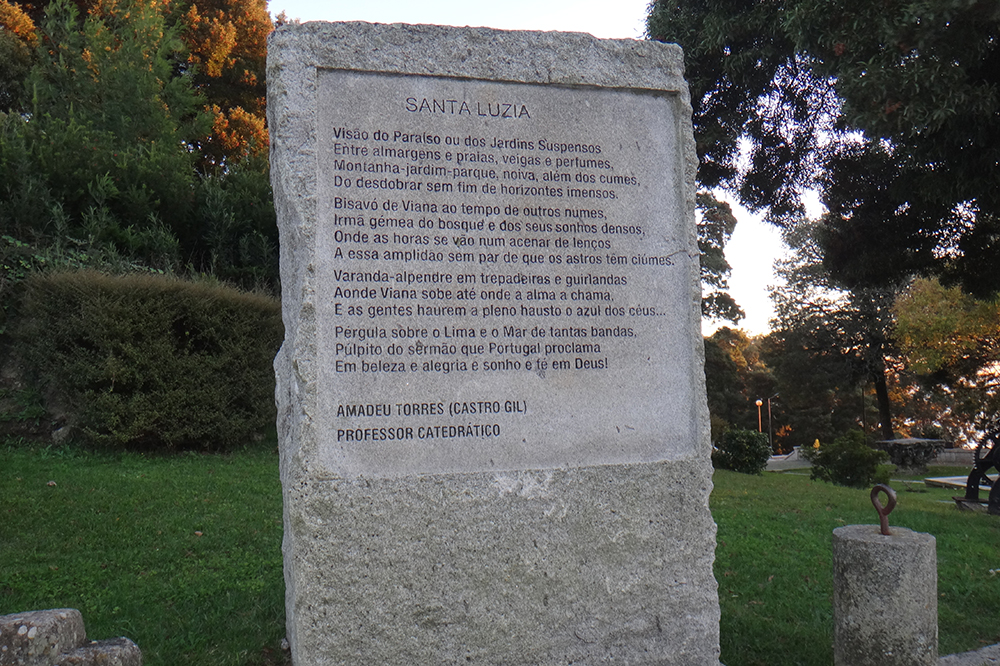 SANTA LUZIA
Visão do Paraíso ou dos Jardins Suspensos
Entre almargens e praias, veigas e perfumes,
Montanha-jardim-parque, noiva, além dos cumes,
Do desdobrar sem fim de horizontes imensos.
Bisavó de Viana ao tempo de outros numes,
Irmã gémea do bosque e dos seus sonhos densos,
Onde as horas se vão num acenar de lenços
A essa amplidão sem par de que os astros têm ciúmes.
Varanda-alpendre em trepadeiras e guirlandas
Aonde Viana sobe até onde a alma a chama,
E as gentes haurem a pleno hausto o azul dos céus...
Pérgula sobre o Lima e o Mar de tantas bandas,
Púlpito do sermão que Portugal proclama
Em beleza e alegria e sonho e fé em Deus!
AMADEU TORRES (CASTRO GIL)
PROFESSOR CATEDRÁTICO